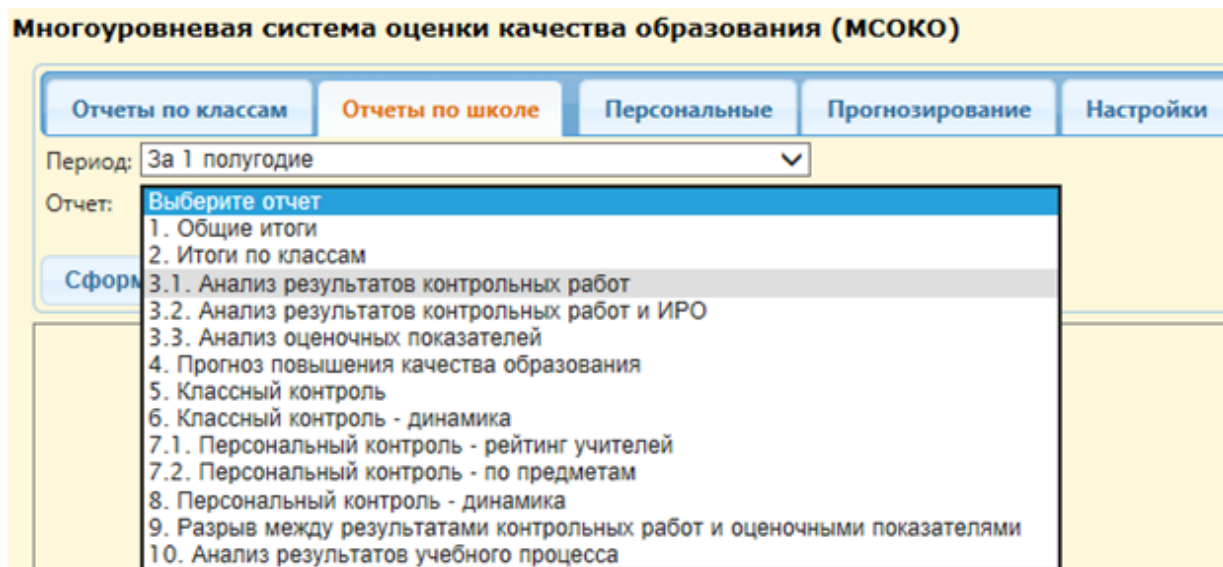 Многоуровневая система оценки качества образования (МСОКО)
Отчеты по классам Отчеты по школе Персональные Прогнозирование Настройки
Период: За 1 полугодие
Отчет: Выберите отчет
1. Общие итоги
2. Итоги по классам
Сформ 3.1. Анализ результатов контрольных работ
3.2. Анализ результатов контрольных работ и ИРО
3.3. Анализ оценочных показателей
4. Прогноз повышения качества образования
5. Классный контроль
6. Классный контроль - динамика
7.1. Персональный контроль - рейтинг учителей
7.2. Персональный контроль - по предметам
8. Персональный контроль - динамика
9. Разрыв между результатами контрольных работ и оценочными показателями
10. Анализ результатов учебного процесса